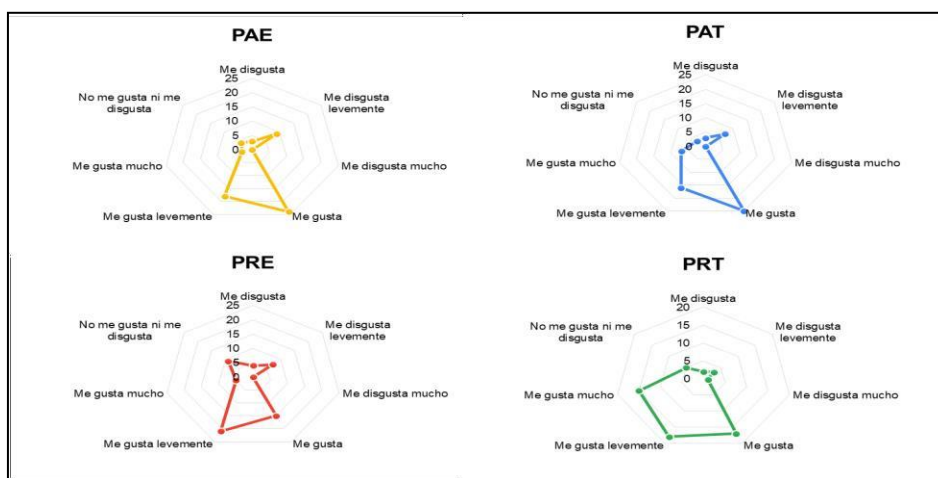 PAE
Me disgusta
25
20
15
10
5
0
Me disgusta
levemente
Me disgusta mucho
Me gusta
Me gusta levemente
Me gusta mucho
No me gusta ni me
disgusta
PAT
Me disgusta
25
20
15
10
5
0
Me disgusta
levemente
Me disgusta mucho
Me gusta
Me gusta levemente
Me gusta mucho
No me gusta ni me
disgusta
PRE
Me disgusta
25
20
15
10
5
0
Me disgusta
levemente
Me disgusta mucho
Me gusta
Me gusta levemente
Me gusta mucho
No me gusta ni me
disgusta
PRT
Me disgusta
20
15
10
5
0
Me disgusta
levemente
Me disgusta mucho
Me gusta
Me gusta levemente
Me gusta mucho
No me gusta ni me
disgusta